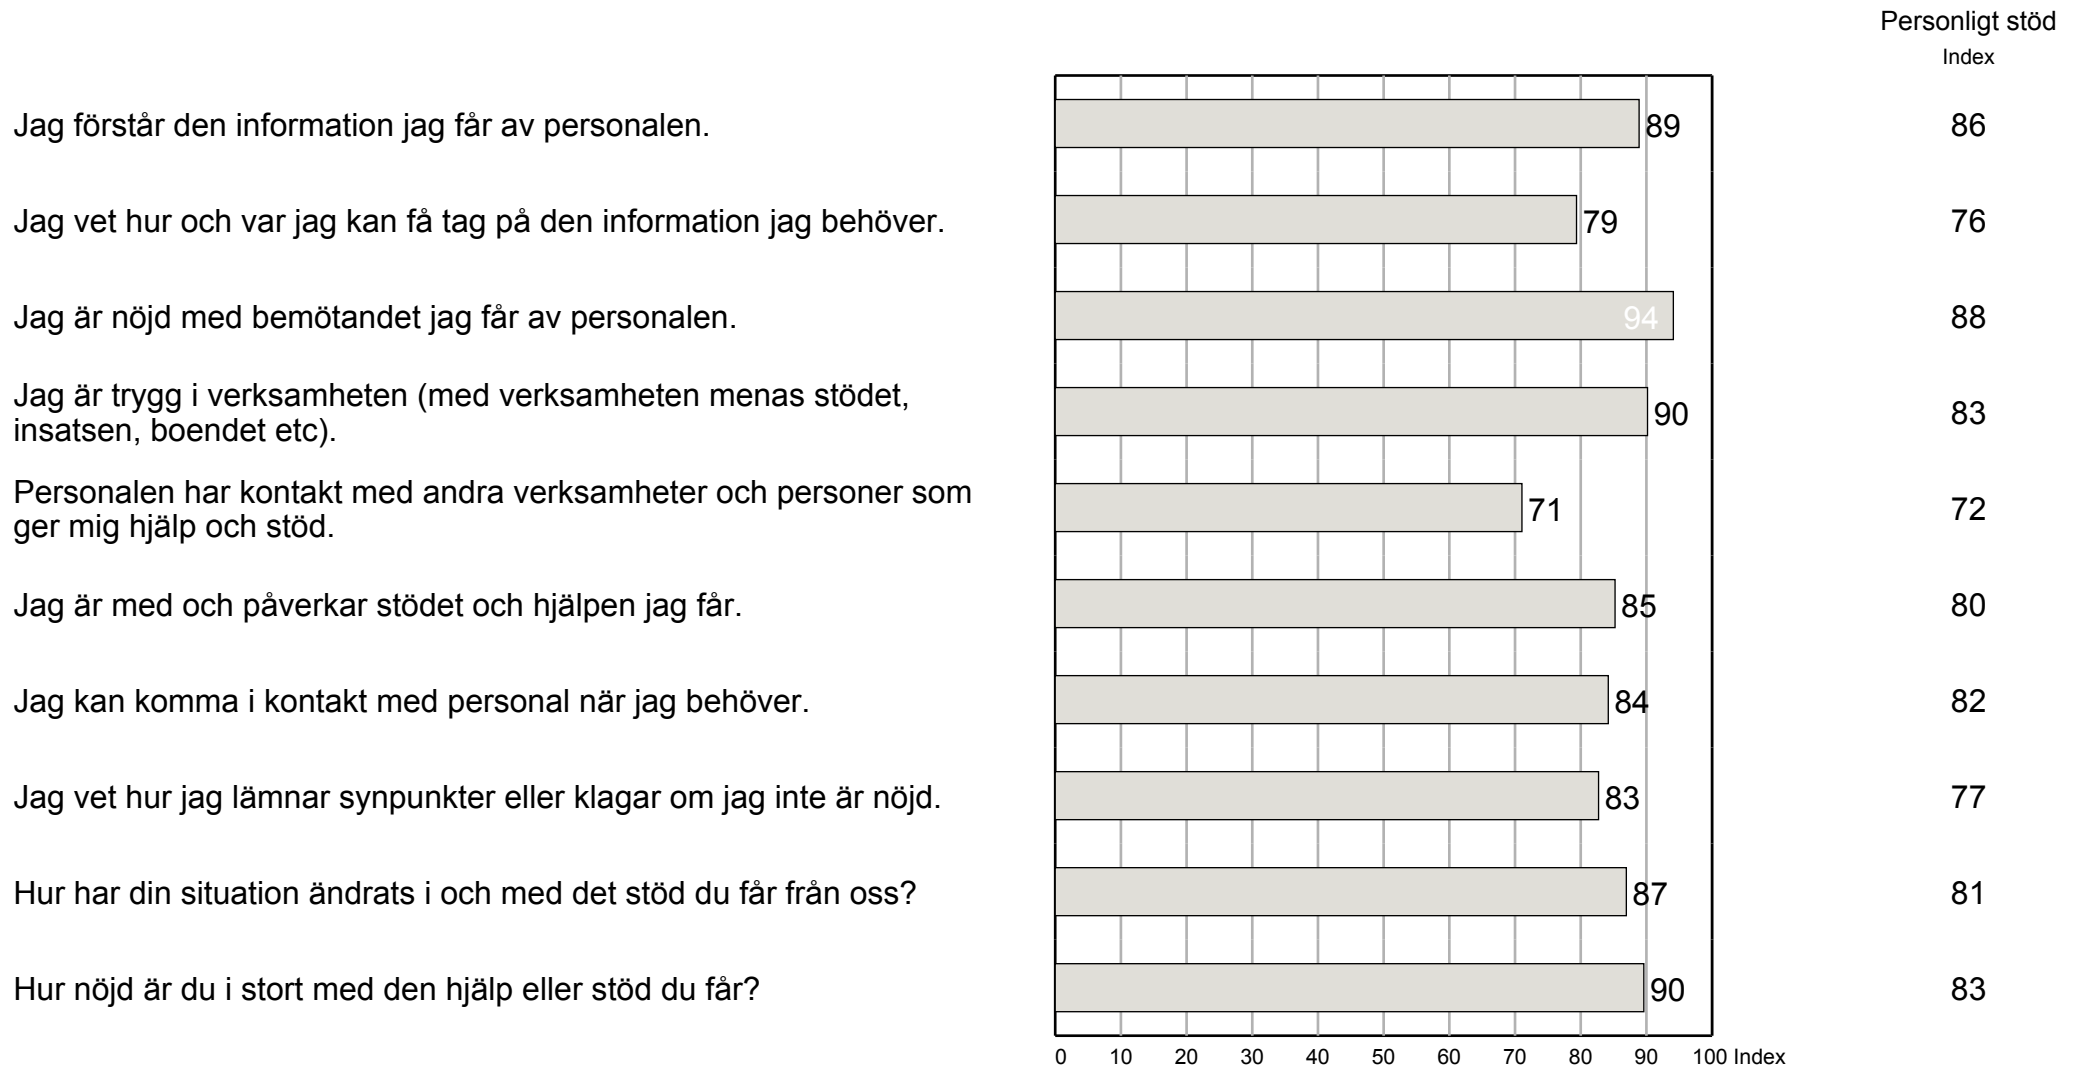 Personligt stöd
Index
Jag förstår den information jag får av personalen.
89
86
Jag vet hur och var jag kan få tag på den information jag behöver.
79
76
Jag är nöjd med bemötandet jag får av personalen.
94
88
Jag är trygg i verksamheten (med verksamheten menas stödet,
insatsen, boendet etc).
90
83
Personalen har kontakt med andra verksamheter och personer som
ger mig hjälp och stöd.
71
72
Jag är med och påverkar stödet och hjälpen jag får.
85
80
Jag kan komma i kontakt med personal när jag behöver.
84
82
Jag vet hur jag lämnar synpunkter eller klagar om jag inte är nöjd.
83
77
Hur har din situation ändrats i och med det stöd du får från oss?
87
81
Hur nöjd är du i stort med den hjälp eller stöd du får?
90
83
0 10 20 30 40 50 60 70 80 90 100 Index